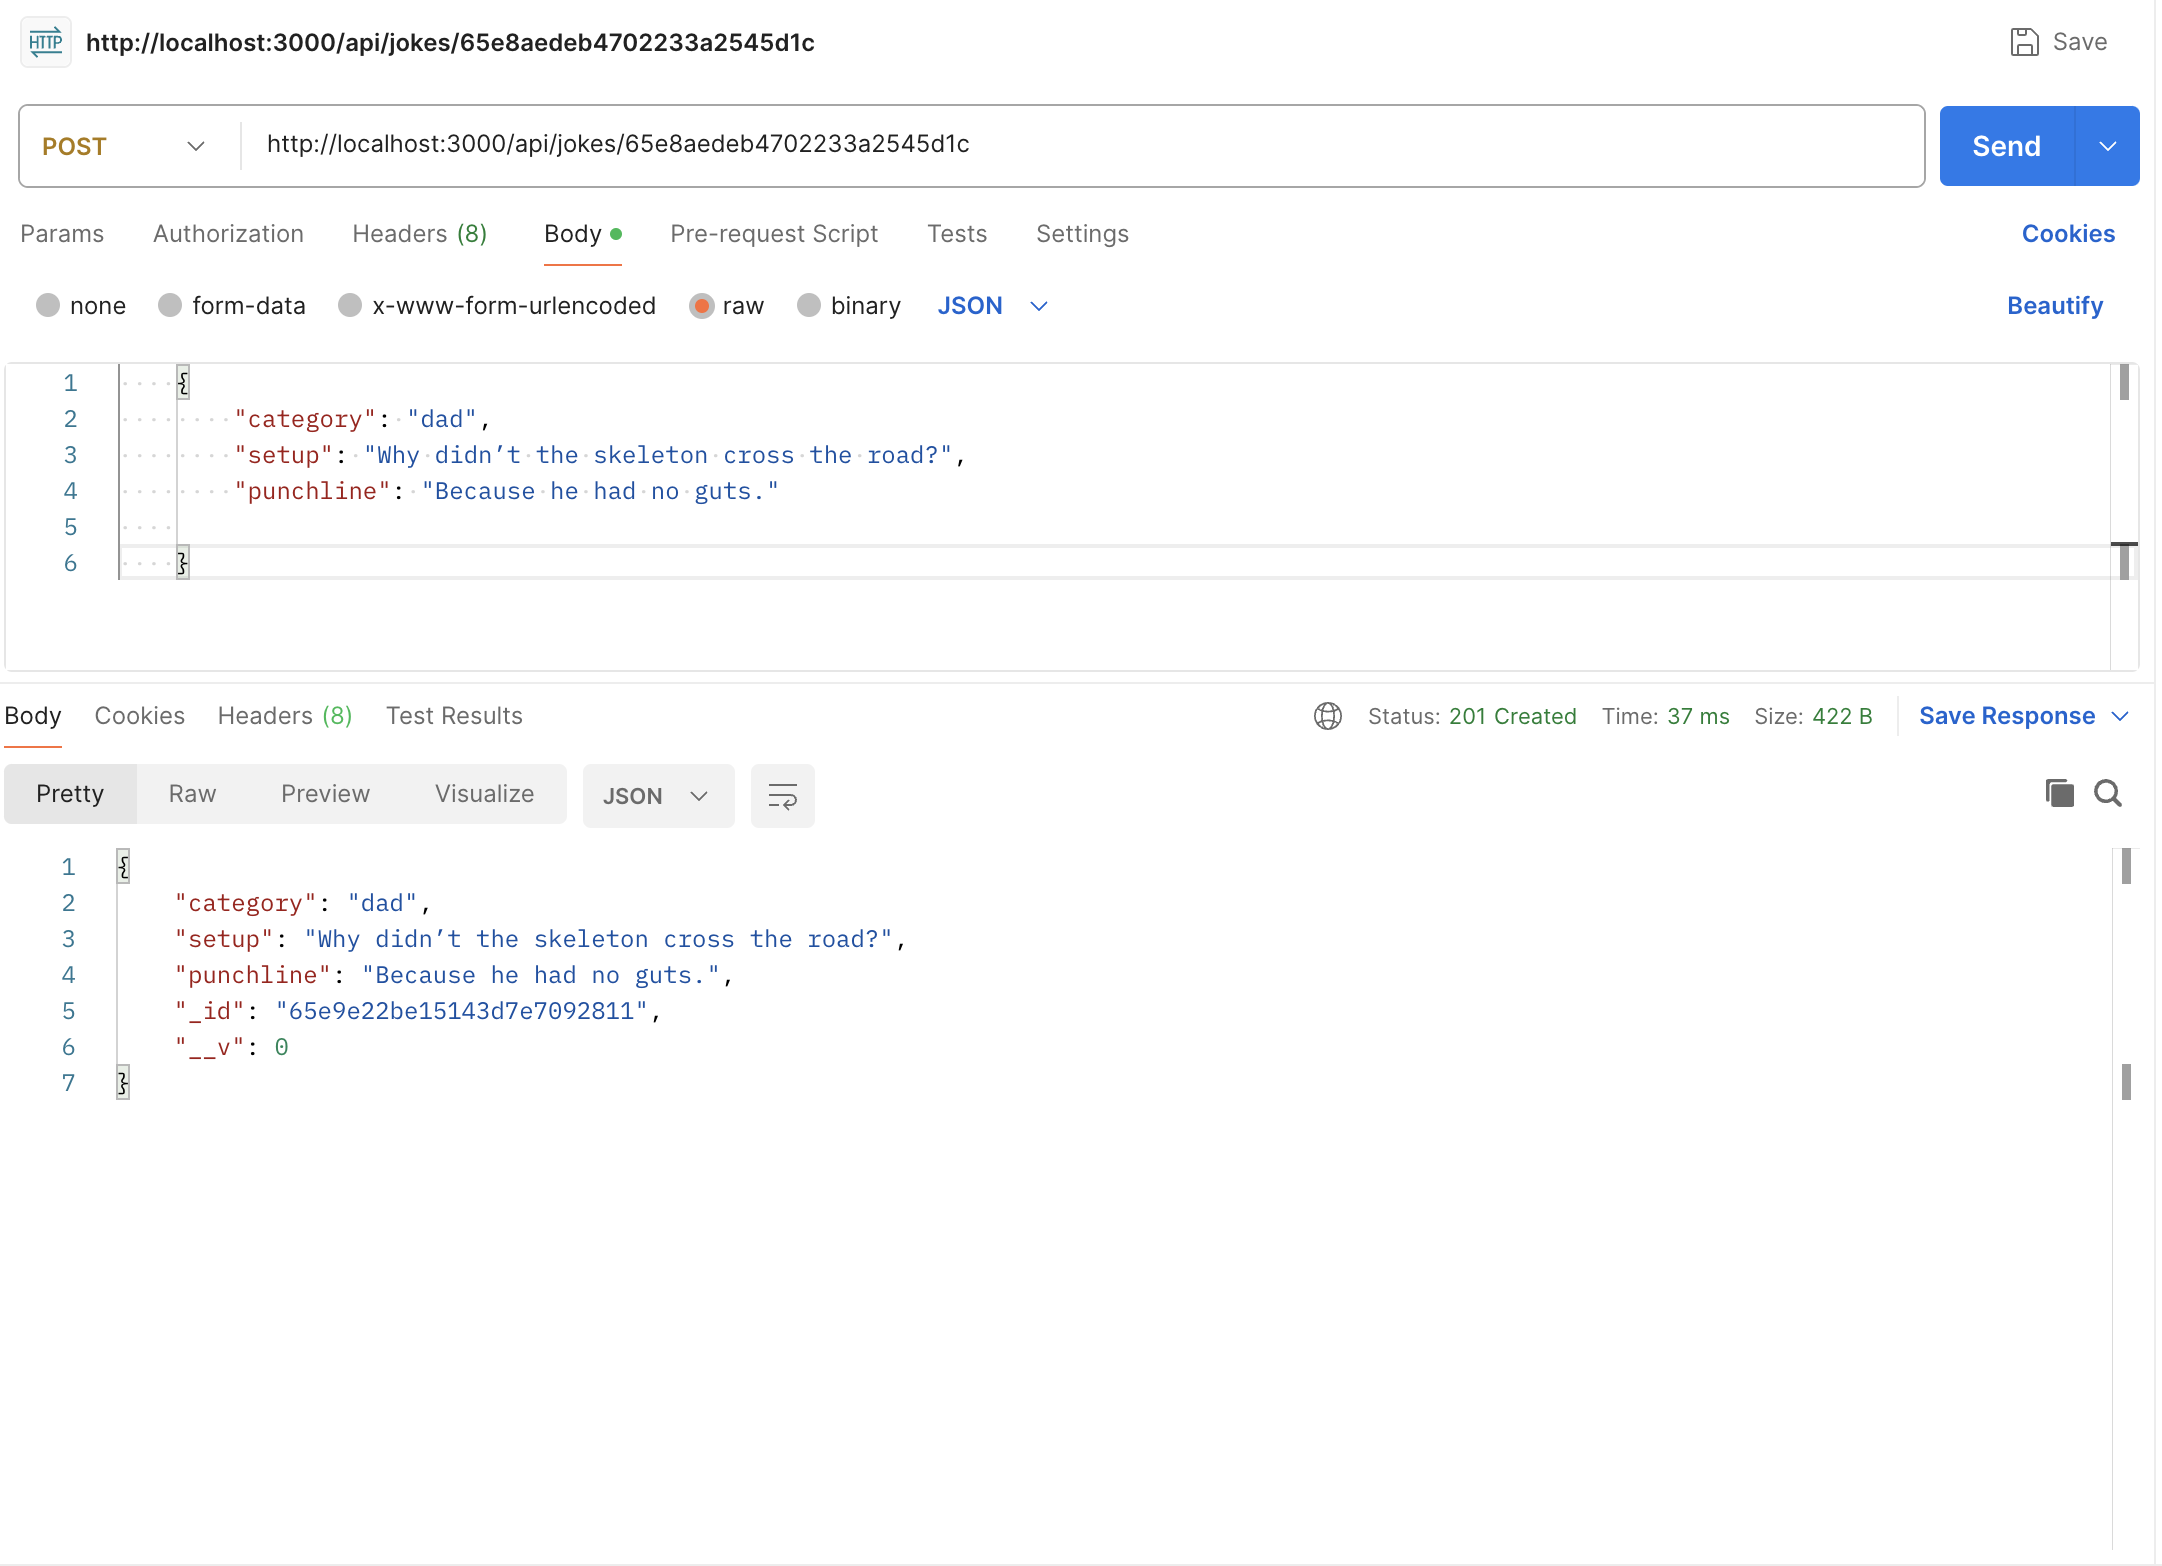 HTTP http://localhost:3000/api/jokes/65e8aedeb4702233a2545d1c Save
POST http://localhost:3000/api/jokes/65e8aedeb4702233a2545d1c Send
Params Authorization Headers (8) Body Pre-request Script Tests Settings Cookies
none form-data x-www-form-urlencoded raw binary JSON Beautify
1 {
2 "category": "dad",
3 "setup": "Why didn’t the skeleton cross the road?",
4 "punchline": "Because he had no guts."
5
6 }
Body Cookies Headers (8) Test Results Status: 201 Created Time: 37 ms Size: 422 B Save Response
Pretty Raw Preview Visualize JSON
1 {
2 "category": "dad",
3 "setup": "Why didn’t the skeleton cross the road?",
4 "punchline": "Because he had no guts.",
5 "_id": "65e9e22be15143d7e7092811",
6 "__v": 0
7 }